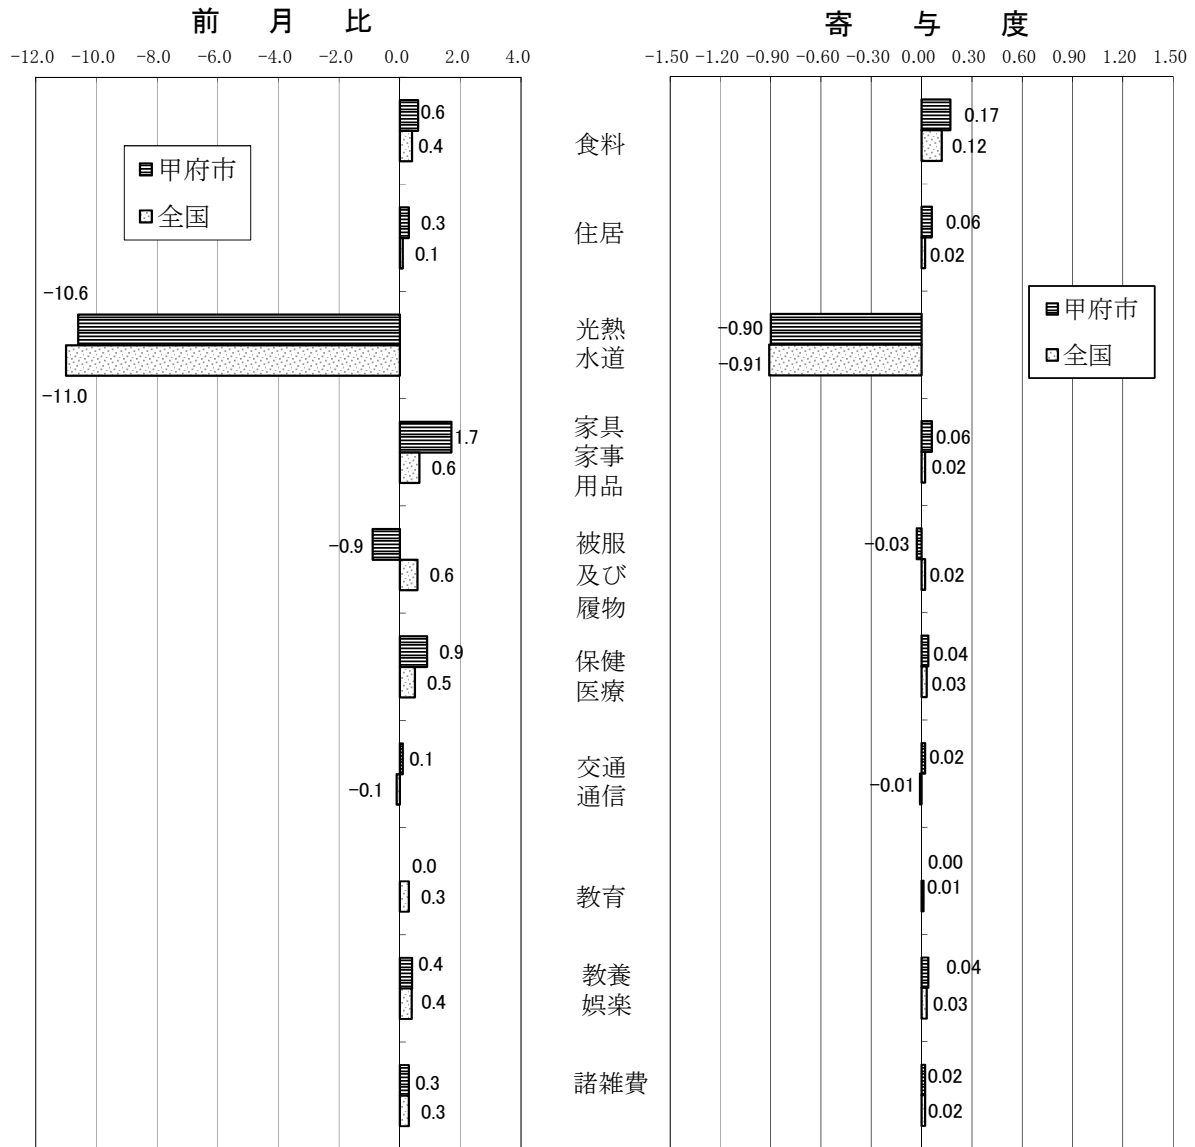 前 月 比
-12.0 -10.0 -8.0 -6.0 -4.0 -2.0 0.0 2.0 4.0
甲府市
全国
0.6
0.4
0.3
0.1
-10.6
-11.0
1.7
0.6
-0.9
0.6
0.9
0.5
0.1
-0.1
0.0
0.3
0.4
0.4
0.3
0.3
食料
住居
光熱
水道
家具
家事
用品
被服
及び
履物
保健
医療
交通
通信
教育
教養
娯楽
諸雑費
寄 与 度
-1.50 -1.20 -0.90 -0.60 -0.30 0.00 0.30 0.60 0.90 1.20 1.50
甲府市
全国
0.17
0.12
0.06
0.02
-0.90
-0.91
0.06
0.02
-0.03
0.02
0.04
0.03
0.02
-0.01
0.00
0.01
0.04
0.03
0.02
0.02